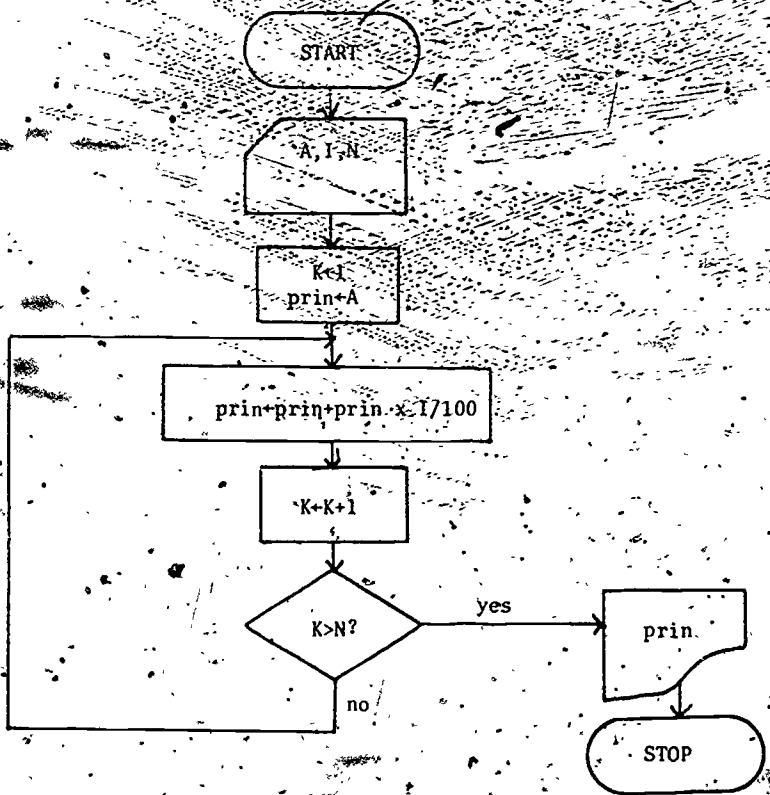 START
A,I,N
K←1
prin←A
prin←prin+prin x I/100
K←K+1
K>N?
yes
prin
no
STOP